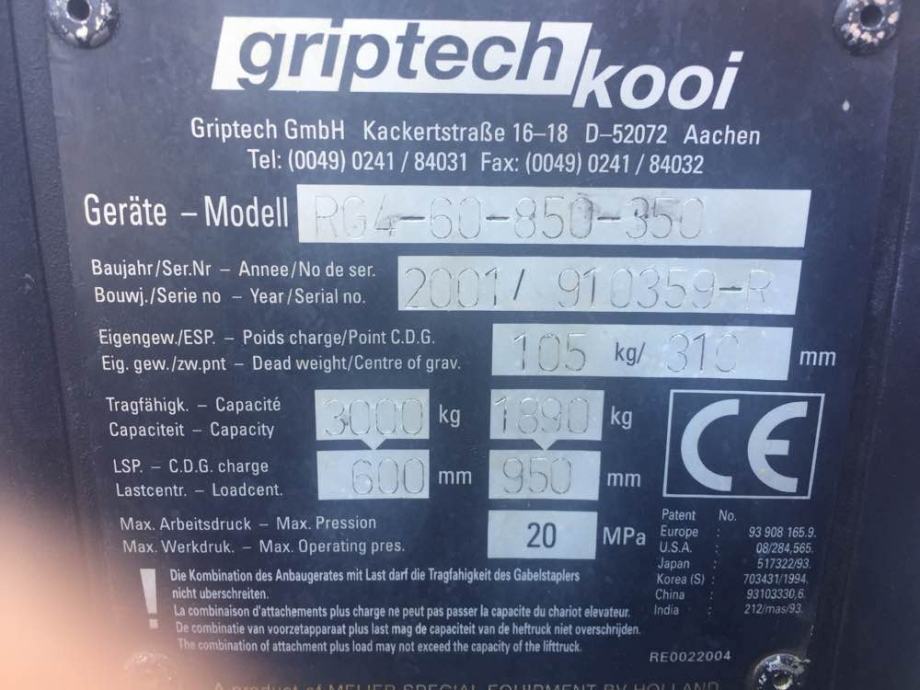 griptech kooi
Griptech GmbH Kackertstraße 16–18 D–52072 Aachen
Tel: (0049) 0241 / 84031 Fax: (0049) 0241 / 84032
Geräte – Modell RG4-60-850-350
Baujahr/Ser.Nr – Annee/No de ser.
Bouwj./Serie no – Year/Serial no. 2001/ 910359-R
Eigengew./ESP. – Poids charge/Point C.D.G.
Eig. gew./zw.pnt – Dead weight/Centre of grav. 105 kg/ 310 mm
Tragfähigk. – Capacité
Capaciteit – Capacity 3000 kg 1890 kg
LSP. – C.D.G. charge
Lastcentr. – Loadcent. 600 mm 950 mm
CE
Max. Arbeitsdruck – Max. Pression
Max. Werkdruk. – Max. Operating pres. 20 MPa
Patent No.
Europe : 93 908 165.9.
U.S.A. : 08/284,565.
Japan : 517322/93.
Korea (S) : 703431/1994.
China : 93103330,6.
India : 212/mas/93.
! Die Kombination des Anbaugerates mit Last darf die Tragfahigkeit des Gabelstaplers
nicht uberschreiten.
La combinaison d'attachements plus charge ne peut pas passer la capacite du chariot elevateur.
De combinatie van voorzetapparaat plus last mag de capaciteit van de heftruck niet overschrijden.
The combination of attachment plus load may not exceed the capacity of the lifttruck.
RE0022004
A product of MEIJER SPECIAL EQUIPMENT BV HOLLAND